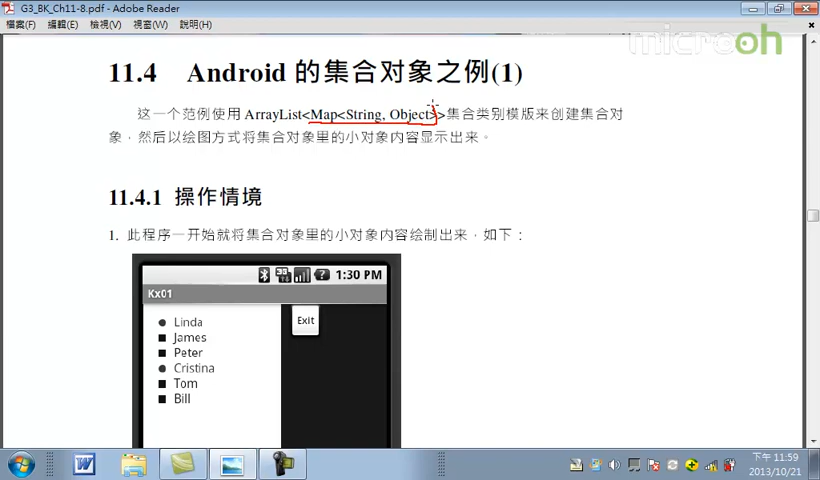 G3_BK_Ch11-8.pdf - Adobe Reader
檔案(F) 編輯(E) 檢視(V) 視窗(W) 說明(H)
microoh
11.4 Android 的集合对象之例(1)
这一个范例使用 ArrayList<Map<String, Object>>集合类别模版来创建集合对
象，然后以绘图方式将集合对象里的小对象内容显示出来。
11.4.1 操作情境
1. 此程序一开始就将集合对象里的小对象内容绘制出来，如下：
1:30 PM
Kx01
Linda
Exit
James
Peter
Cristina
Tom
Bill
下午 11:59
2013/10/21